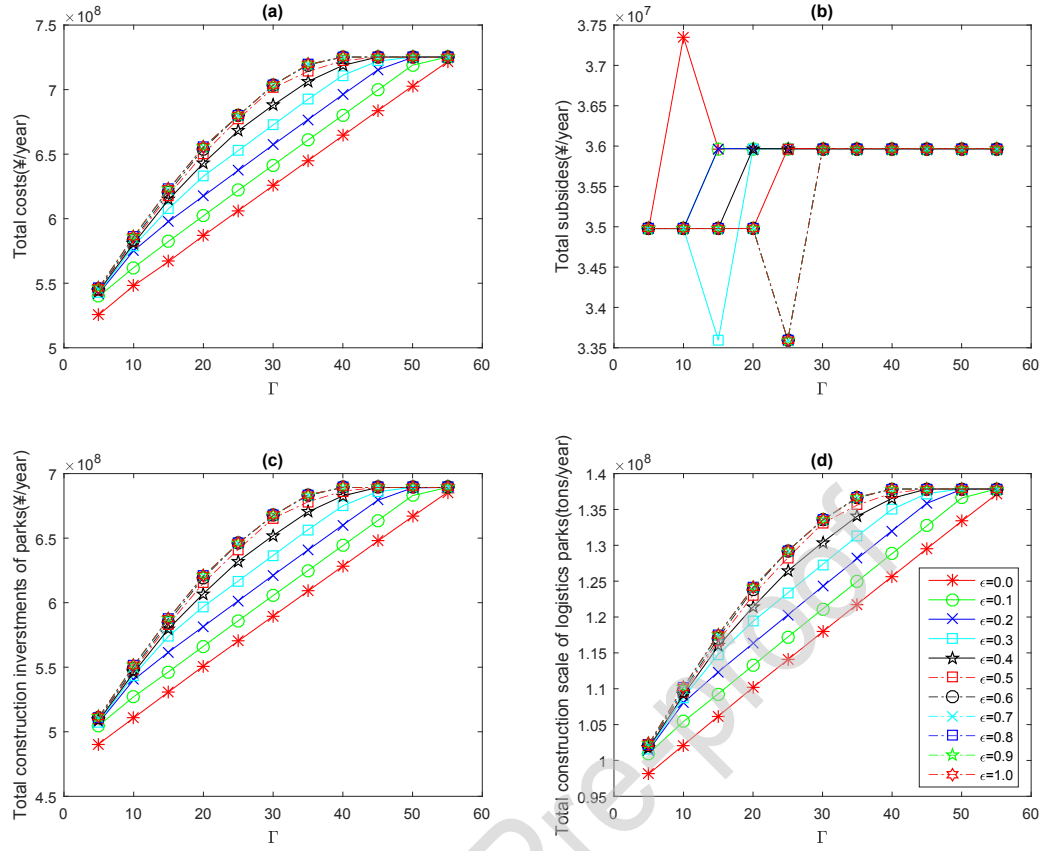 (a)
×10^8
7.5
7
6.5
6
5.5
5
0 10 20 30 40 50 60
Γ
Total costs(¥/year)
(b)
×10^7
3.75
3.7
3.65
3.6
3.55
3.5
3.45
3.4
3.35
0 10 20 30 40 50 60
Γ
Total subsides(¥/year)
(c)
×10^8
7
6.5
6
5.5
5
4.5
0 10 20 30 40 50 60
Γ
Total construction inverstments of parks(¥/year)
(d)
×10^8
1.4
1.35
1.3
1.25
1.2
1.15
1.1
1.05
1
0.95
0 10 20 30 40 50 60
Γ
Total construction scale of logistics parks(tons/year)
ϵ=0.0
ϵ=0.1
ϵ=0.2
ϵ=0.3
ϵ=0.4
ϵ=0.5
ϵ=0.6
ϵ=0.7
ϵ=0.8
ϵ=0.9
ϵ=1.0
Pre-proof